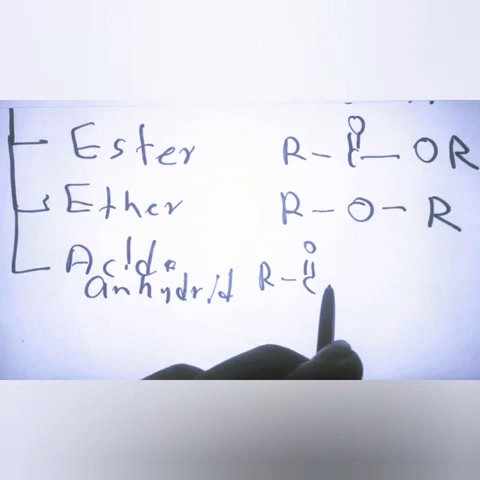 Ester R-C-OR
O
Ether R-O-R
Acid
anhydrid R-C
O